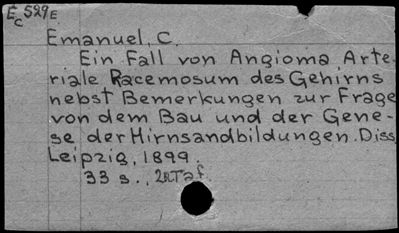 Ec 529E
Emanuel, C.
Ein Fall von Angioma Arte-
riale Racemosum des Gehirns
nebst Bemerkungen zur Frage
von dem Bau und der Gene-
se der Hirnsandbildungen. Diss.
Leipzig, 1899.
33 s., 2 Taf.